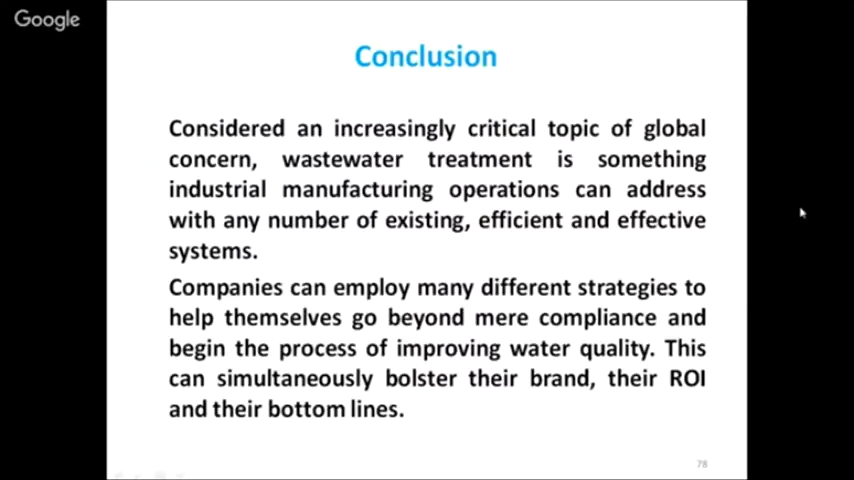 Google
Conclusion
Considered an increasingly critical topic of global
concern, wastewater treatment is something
industrial manufacturing operations can address
with any number of existing, efficient and effective
systems.
Companies can employ many different strategies to
help themselves go beyond mere compliance and
begin the process of improving water quality. This
can simultaneously bolster their brand, their ROI
and their bottom lines.
78